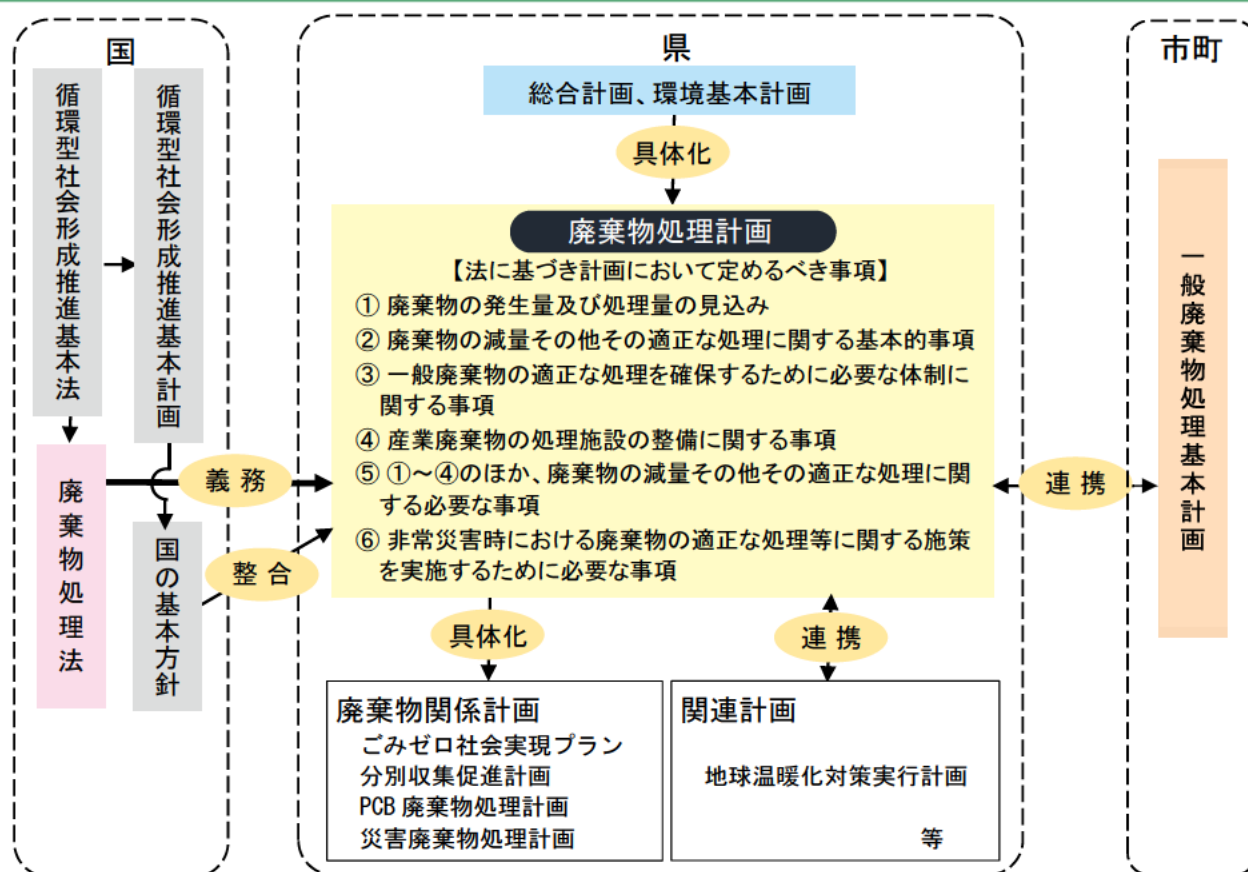 国
循環型社会形成推進基本法
循環型社会形成推進基本計画
廃棄物処理法
国の基本方針
義務
整合
県
総合計画、環境基本計画
具体化
廃棄物処理計画
【法に基づき計画において定めるべき事項】
① 廃棄物の発生量及び処理量の見込み
② 廃棄物の減量その他その適正な処理に関する基本的事項
③ 一般廃棄物の適正な処理を確保するために必要な体制に
関する事項
④ 産業廃棄物の処理施設の整備に関する事項
⑤ ①～④のほか、廃棄物の減量その他その適正な処理に関
する必要な事項
⑥ 非常災害時における廃棄物の適正な処理等に関する施策
を実施するために必要な事項
具体化
連携
廃棄物関係計画
ごみゼロ社会実現プラン
分別収集促進計画
PCB 廃棄物処理計画
災害廃棄物処理計画
関連計画
地球温暖化対策実行計画
等
連携
市町
一般廃棄物処理基本計画